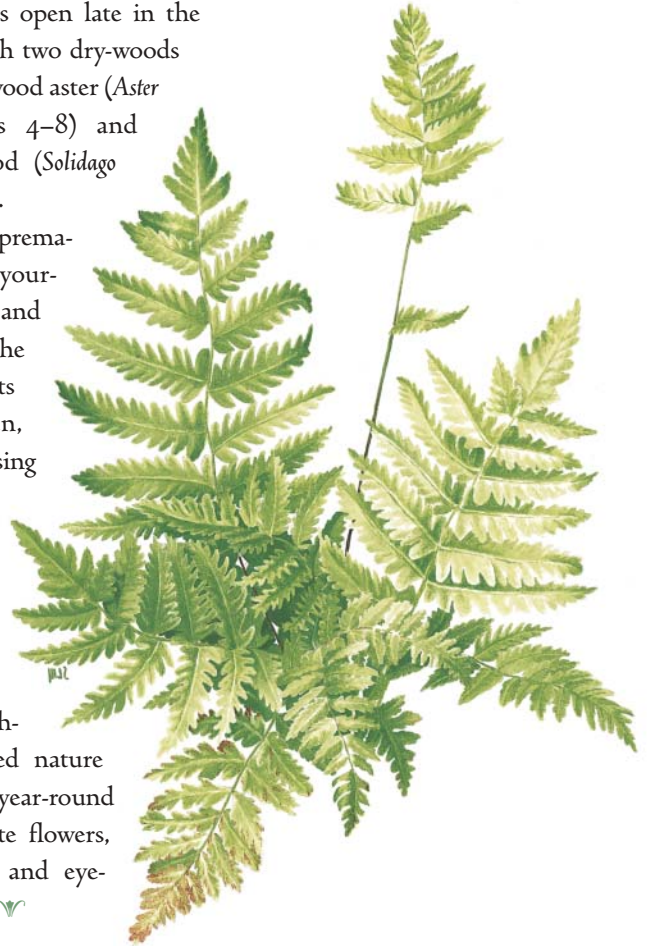 s open late in the
h two dry-woods
wood aster (Aster
s 4–8) and
od (Solidago
.
prema-
your-
and
he
ts
n,
sing
h-
ed nature
year-round
te flowers,
and eye-